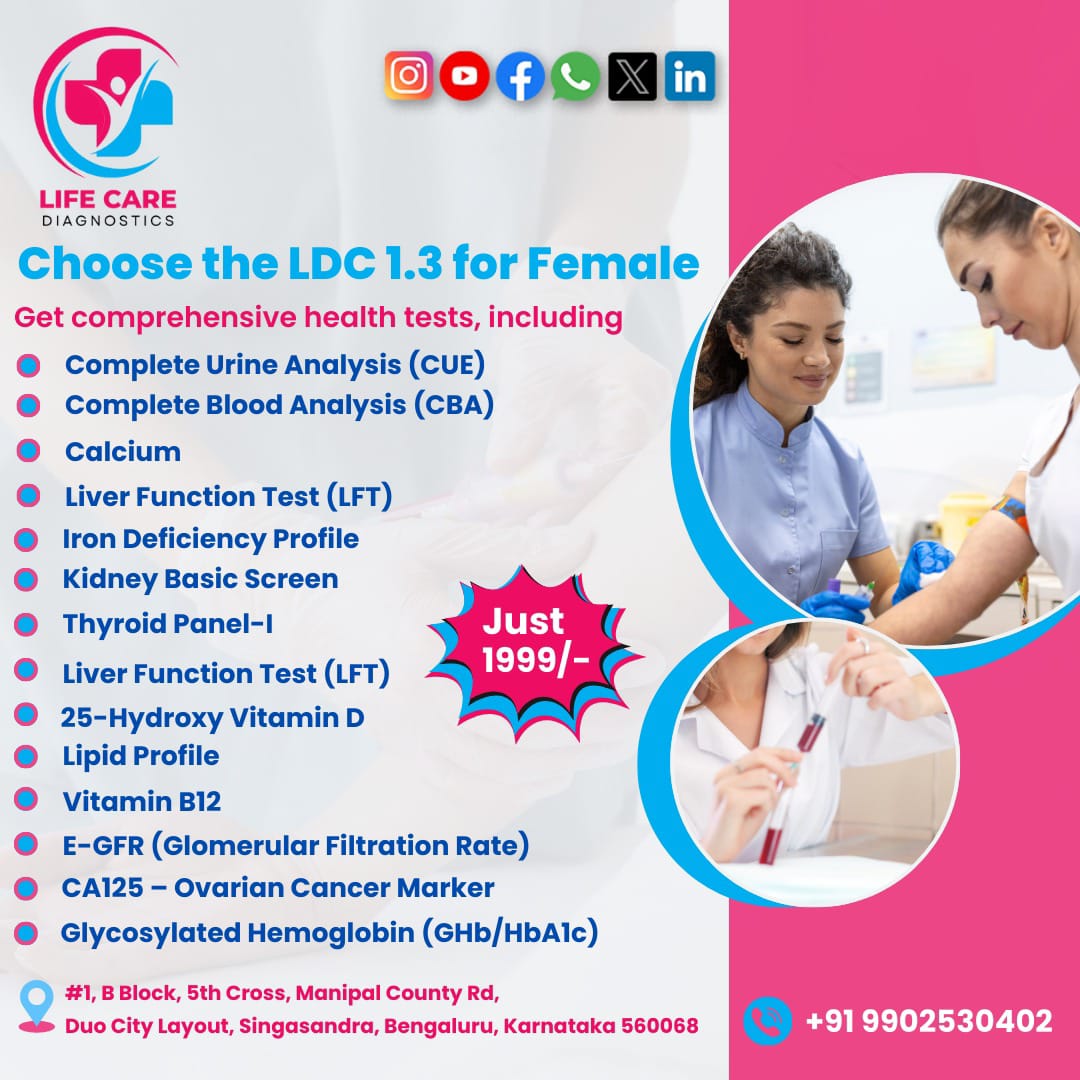 LIFE CARE
DIAGNOSTICS
Choose the LDC 1.3 for Female
Get comprehensive health tests, including
Complete Urine Analysis (CUE)
Complete Blood Analysis (CBA)
Calcium
Liver Function Test (LFT)
Iron Deficiency Profile
Kidney Basic Screen
Thyroid Panel-I
Liver Function Test (LFT)
25-Hydroxy Vitamin D
Lipid Profile
Vitamin B12
E-GFR (Glomerular Filtration Rate)
CA125 – Ovarian Cancer Marker
Glycosylated Hemoglobin (GHb/HbA1c)
Just
1999/-
#1, B Block, 5th Cross, Manipal County Rd,
Duo City Layout, Singasandra, Bengaluru, Karnataka 560068
+91 9902530402